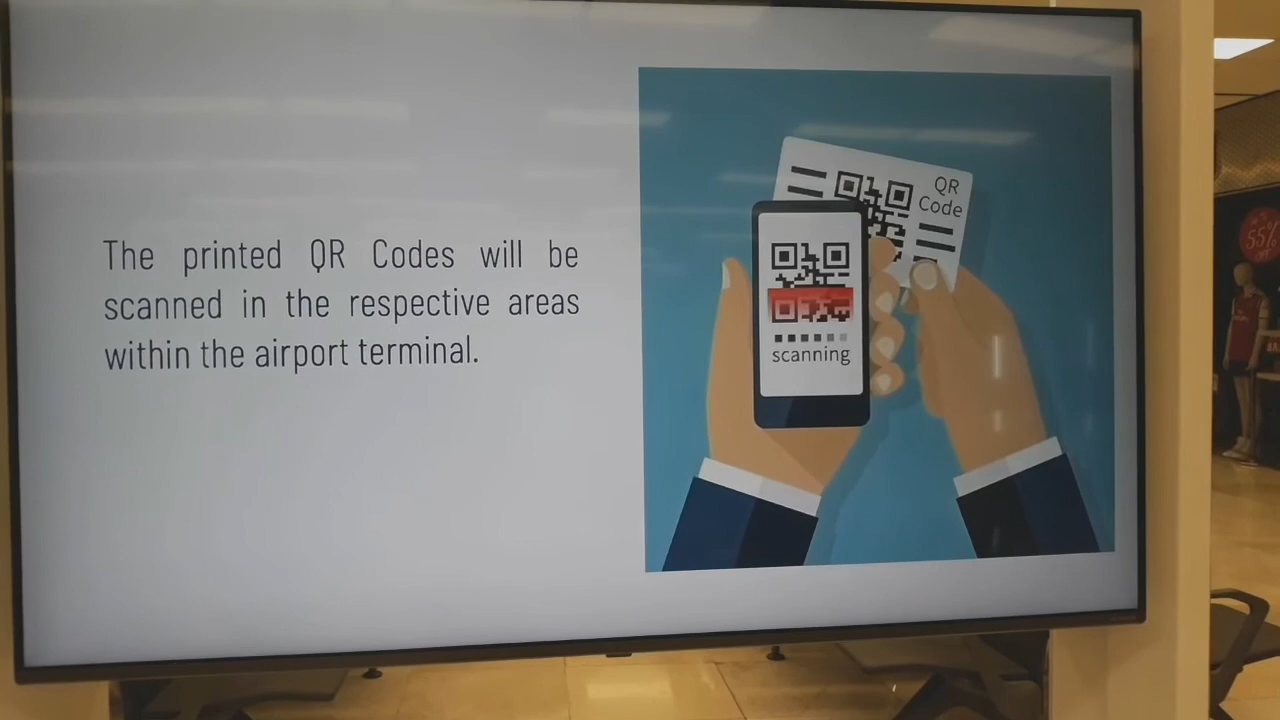 The printed QR Codes will be
scanned in the respective areas
within the airport terminal.
QR
Code
scanning
55%
OFF